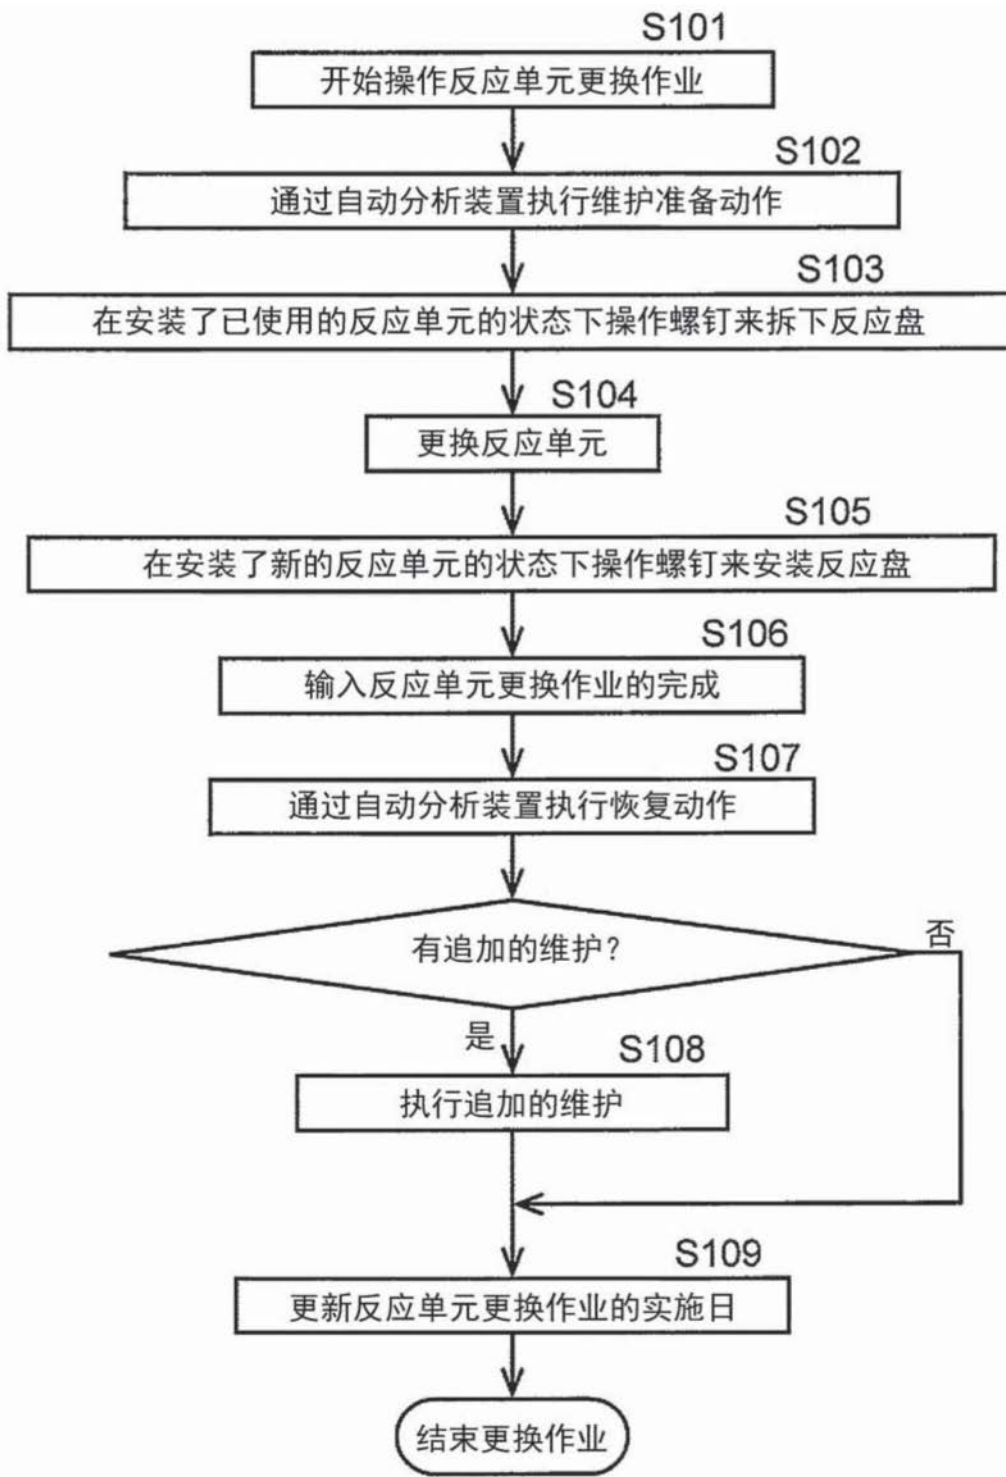 S101
开始操作反应单元更换作业
S102
通过自动分析装置执行维护准备动作
S103
在安装了已使用的反应单元的状态下操作螺钉来拆下反应盘
S104
更换反应单元
S105
在安装了新的反应单元的状态下操作螺钉来安装反应盘
S106
输入反应单元更换作业的完成
S107
通过自动分析装置执行恢复动作
有追加的维护?
否
是
S108
执行追加的维护
S109
更新反应单元更换作业的实施日
结束更换作业